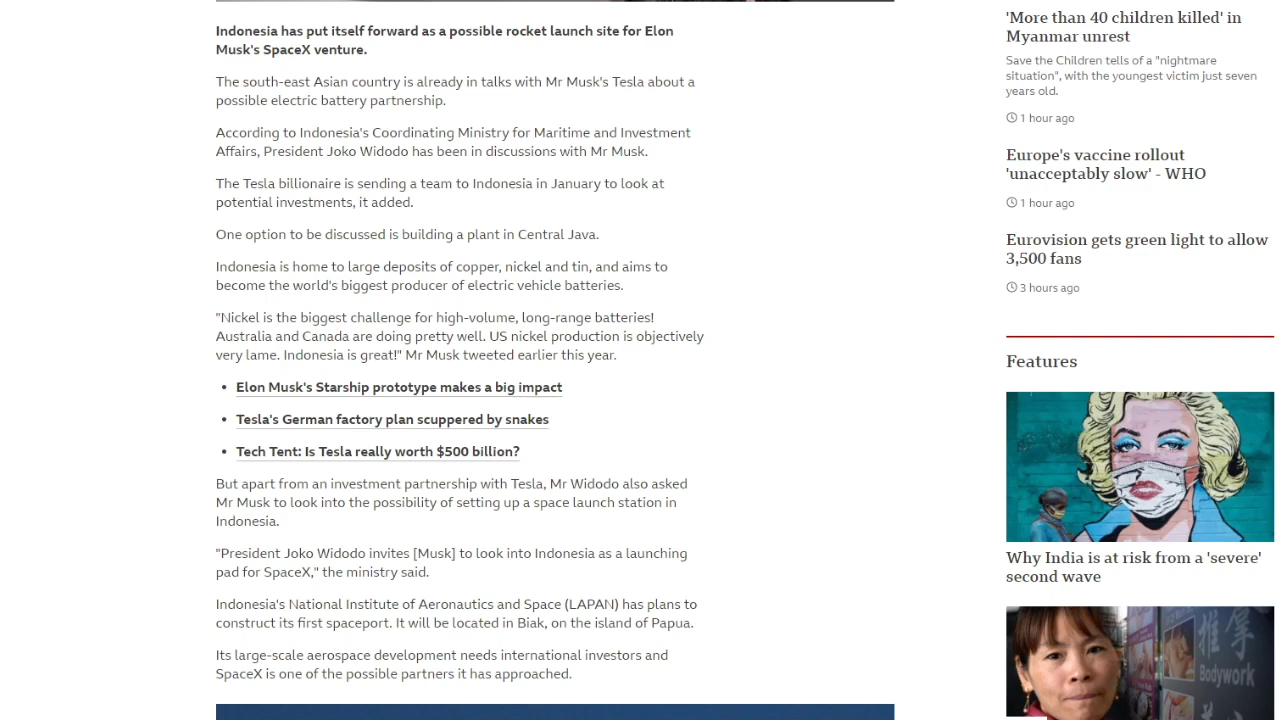 Indonesia has put itself forward as a possible rocket launch site for Elon
Musk's SpaceX venture.
The south-east Asian country is already in talks with Mr Musk's Tesla about a
possible electric battery partnership.
According to Indonesia's Coordinating Ministry for Maritime and Investment
Affairs, President Joko Widodo has been in discussions with Mr Musk.
The Tesla billionaire is sending a team to Indonesia in January to look at
potential investments, it added.
One option to be discussed is building a plant in Central Java.
Indonesia is home to large deposits of copper, nickel and tin, and aims to
become the world's biggest producer of electric vehicle batteries.
"Nickel is the biggest challenge for high-volume, long-range batteries!
Australia and Canada are doing pretty well. US nickel production is objectively
very lame. Indonesia is great!" Mr Musk tweeted earlier this year.
• Elon Musk's Starship prototype makes a big impact
• Tesla's German factory plan scuppered by snakes
• Tech Tent: Is Tesla really worth $500 billion?
But apart from an investment partnership with Tesla, Mr Widodo also asked
Mr Musk to look into the possibility of setting up a space launch station in
Indonesia.
"President Joko Widodo invites [Musk] to look into Indonesia as a launching
pad for SpaceX," the ministry said.
Indonesia's National Institute of Aeronautics and Space (LAPAN) has plans to
construct its first spaceport. It will be located in Biak, on the island of Papua.
Its large-scale aerospace development needs international investors and
SpaceX is one of the possible partners it has approached.
'More than 40 children killed' in
Myanmar unrest
Save the Children tells of a "nightmare
situation", with the youngest victim just seven
years old.
1 hour ago
Europe's vaccine rollout
'unacceptably slow' - WHO
1 hour ago
Eurovision gets green light to allow
3,500 fans
3 hours ago
Features
Why India is at risk from a 'severe'
second wave
推拿
Bodywork